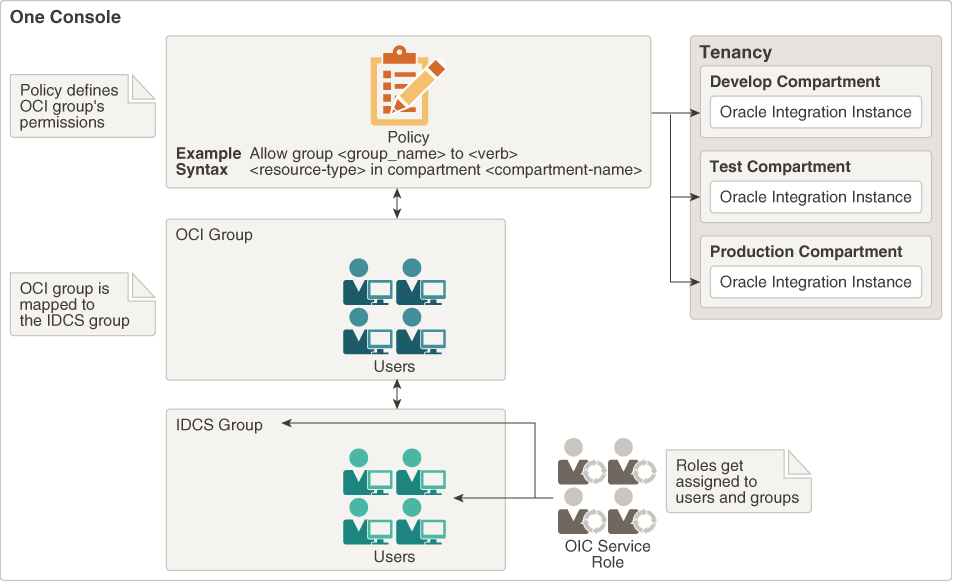 One Console
Policy defines
OCI group's
permissions
Policy
Example Allow group <group_name> to <verb>
Syntax <resource-type> in compartment <compartment-name>
Tenancy
Develop Compartment
Oracle Integration Instance
Test Compartment
Oracle Integration Instance
Production Compartment
Oracle Integration Instance
OCI Group
Users
OCI group is
mapped to
the IDCS group
IDCS Group
Users
OIC Service
Role
Roles get
assigned to
users and groups